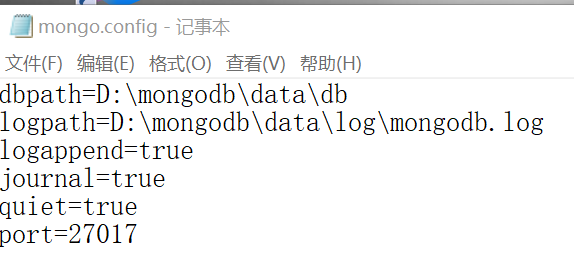 mongo.config - 记事本
文件(F) 编辑(E) 格式(O) 查看(V) 帮助(H)
dbpath=D:\mongodb\data\db
logpath=D:\mongodb\data\log\mongodb.log
logappend=true
journal=true
quiet=true
port=27017